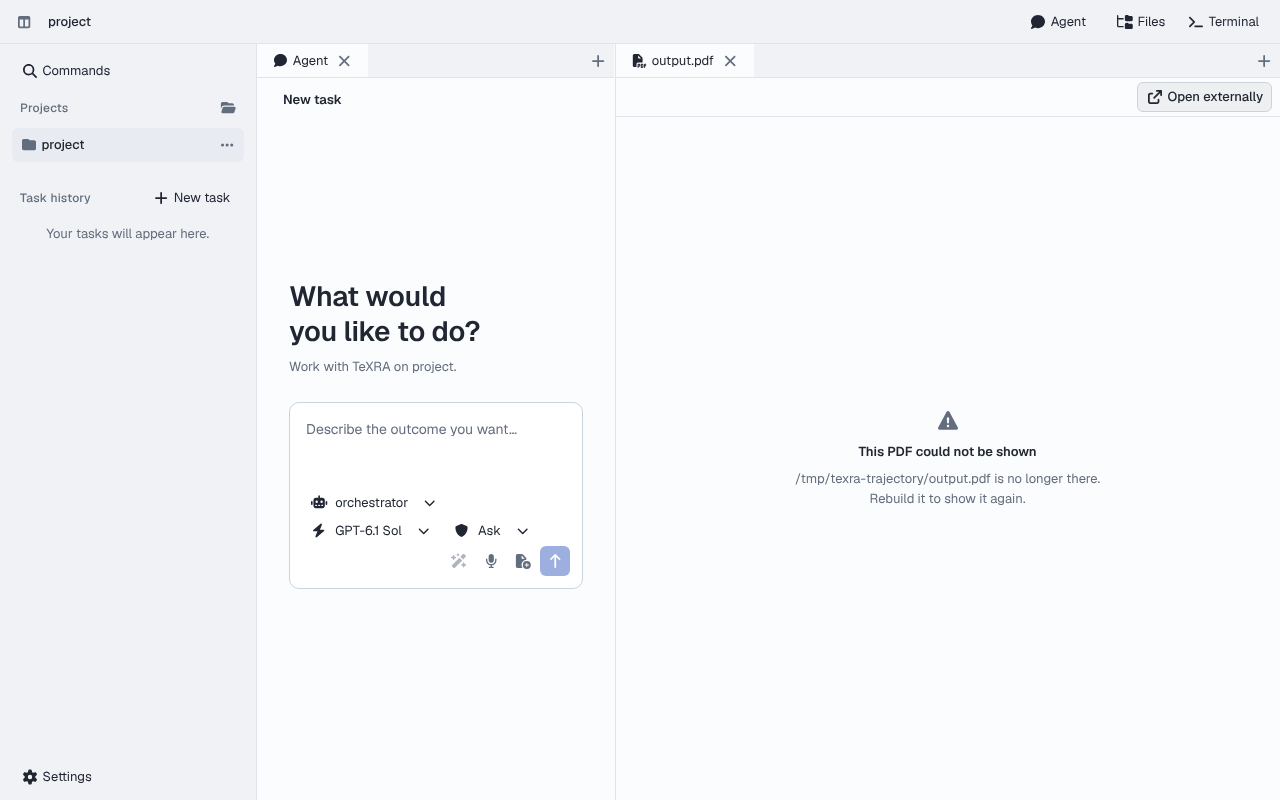 project
Agent
Files
Terminal
Commands
Projects
project
Task history
New task
Your tasks will appear here.
Settings
Agent
New task
What would
you like to do?
Work with TeXRA on project.
Describe the outcome you want...
orchestrator
GPT-6.1 Sol
Ask
output.pdf
Open externally
This PDF could not be shown
/tmp/texra-trajectory/output.pdf is no longer there.
Rebuild it to show it again.